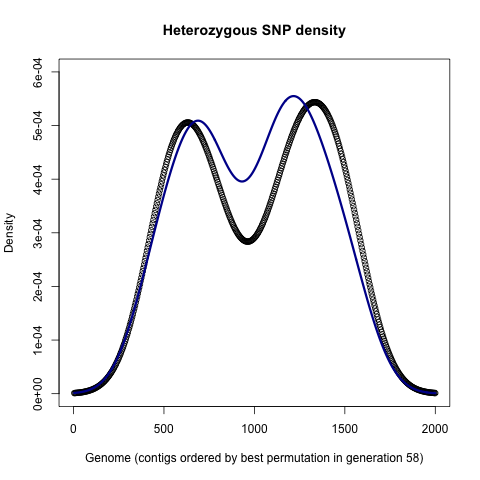 Heterozygous SNP density
6e-04
5e-04
4e-04
3e-04
2e-04
1e-04
0e+00
Density
0 500 1000 1500 2000
Genome (contigs ordered by best permutation in generation 58)